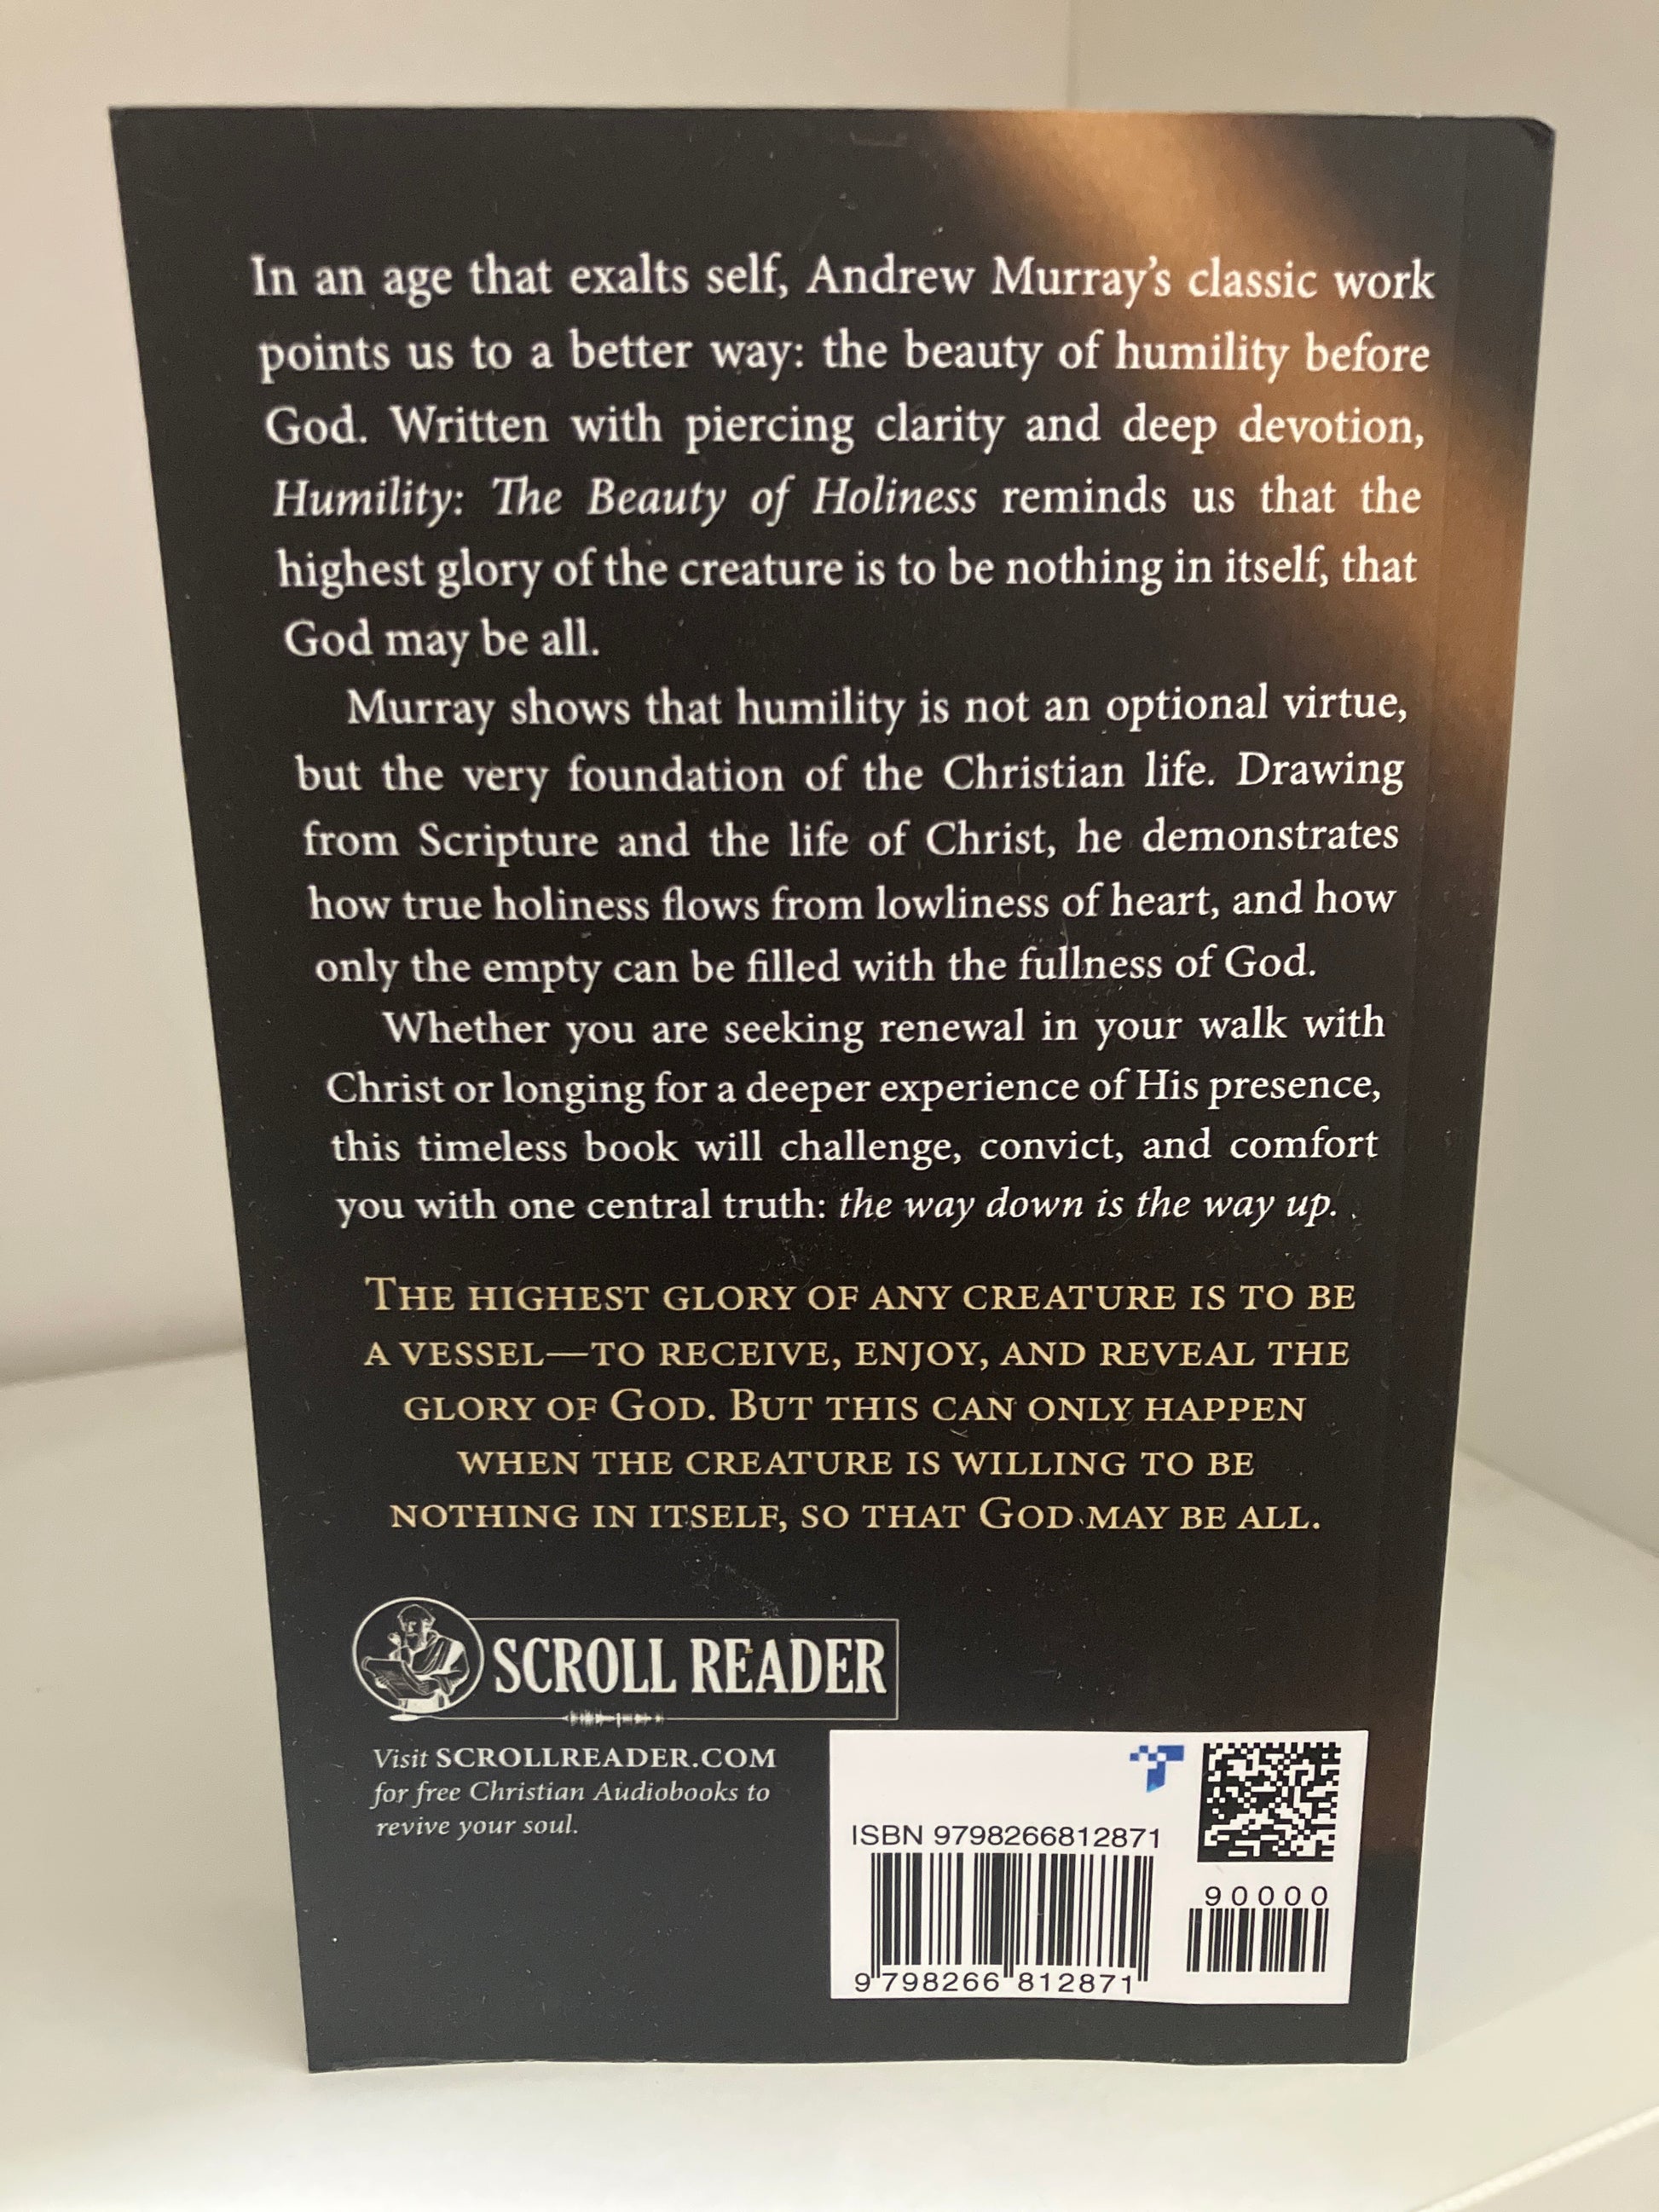 In an age that exalts self, Andrew Murray's classic work
points us to a better way: the beauty of humility before
God. Written with piercing clarity and deep devotion,
Humility: The Beauty of Holiness reminds us that the
highest glory of the creature is to be nothing in itself, that
God may be all.
Murray shows that humility is not an optional virtue,
but the very foundation of the Christian life. Drawing
from Scripture and the life of Christ, he demonstrates
how true holiness flows from lowliness of heart, and how
only the empty can be filled with the fullness of God.
Whether you are seeking renewal in your walk with
Christ or longing for a deeper experience of His presence,
this timeless book will challenge, convict, and comfort
you with one central truth: the way down is the way up.
THE HIGHEST GLORY OF ANY CREATURE IS TO BE
A VESSEL—TO RECEIVE, ENJOY, AND REVEAL THE
GLORY OF GOD. BUT THIS CAN ONLY HAPPEN
WHEN THE CREATURE IS WILLING TO BE
NOTHING IN ITSELF, SO THAT GOD MAY BE ALL.
SCROLL READER
Visit SCROLLREADER.COM
for free Christian Audiobooks to
revive your soul.
ISBN 9798266812871
90000
9 798266 812871